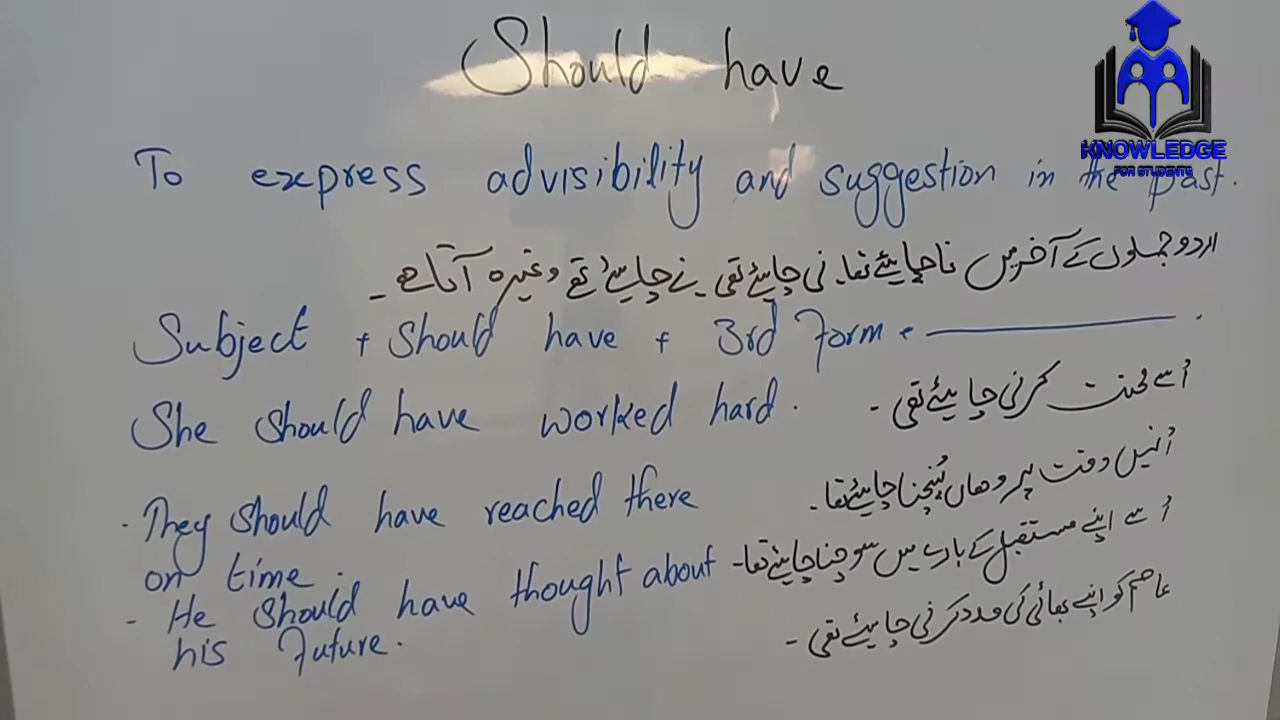 Should have
KNOWLEDGE
FOR STUDENTS
To express advisibility and suggestion in the past.
اردو جملوں کے آخر میں نا چاہیئے تھا۔ نی چاہیئے تھی ۔ نے چاہیئے تھے وغیرہ آتا ہے ۔
Subject + should have + 3rd Form + ———— .
She should have worked hard .
اُسے محنت کرنی چاہیئے تھی ۔
. They should have reached there
on time .
اُنہیں وقت پر وہاں پُہنچنا چاہیئے تھا ۔
- He should have thought about
his Future .
اُسے اپنے مستقبل کے بارے میں سوچنا چاہیئے تھا ۔
عاصم کو اپنے بھائی کی مدد کرنی چاہیئے تھی ۔